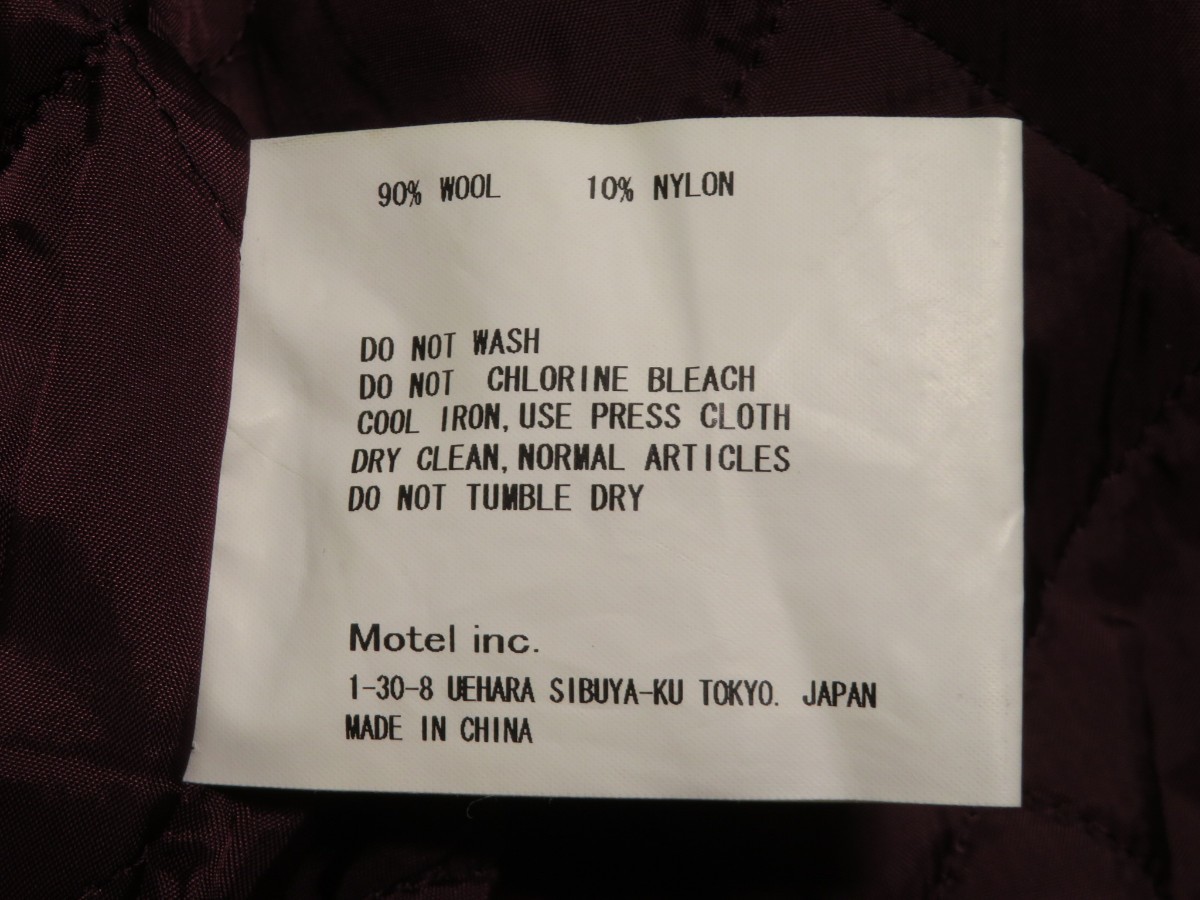 90% WOOL 10% NYLON
DO NOT WASH
DO NOT CHLORINE BLEACH
COOL IRON, USE PRESS CLOTH
DRY CLEAN, NORMAL ARTICLES
DO NOT TUMBLE DRY
Motel inc.
1-30-8 UEHARA SIBUYA-KU TOKYO. JAPAN
MADE IN CHINA